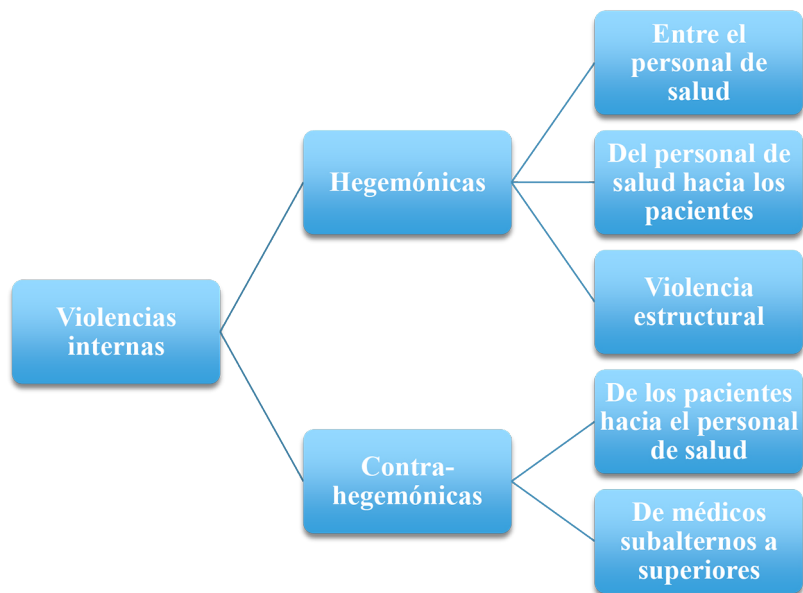 Violencias
internas
Hegemónicas
Entre el
personal de
salud
Del personal de
salud hacia los
pacientes
Violencia
estructural
Contra-
hegemónicas
De los pacientes
hacia el personal
de salud
De médicos
subalternos a
superiores